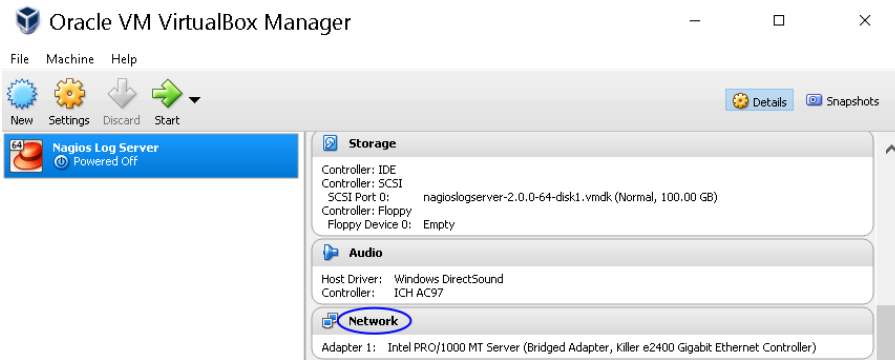 Oracle VM VirtualBox Manager
File Machine Help
New Settings Discard Start
Details Snapshots
64
Nagios Log Server
Powered Off
Storage
Controller: IDE
Controller: SCSI
SCSI Port 0: nagioslogserver-2.0.0-64-disk1.vmdk (Normal, 100.00 GB)
Controller: Floppy
Floppy Device 0: Empty
Audio
Host Driver: Windows DirectSound
Controller: ICH AC97
Network
Adapter 1: Intel PRO/1000 MT Server (Bridged Adapter, Killer e2400 Gigabit Ethernet Controller)